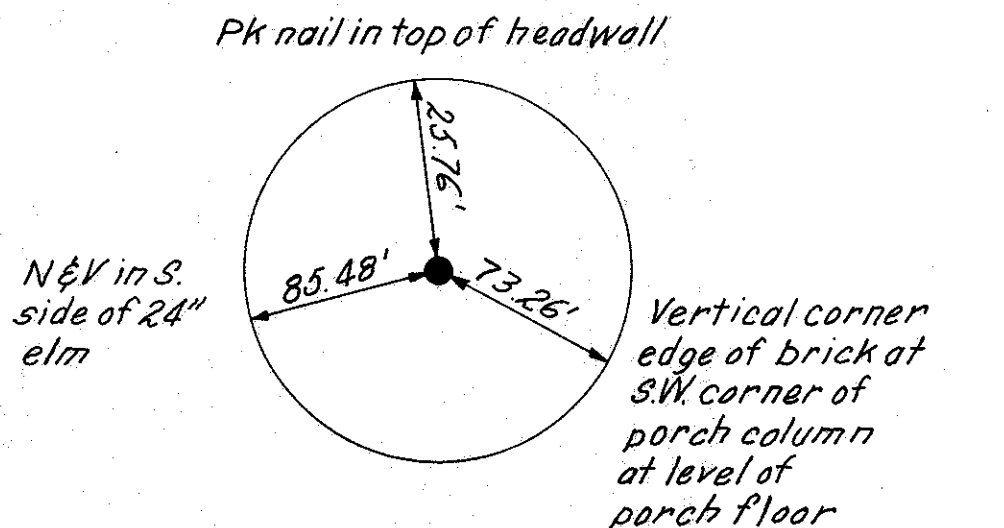 Pk nail in top of headwall
25.76'
85.48'
73.26'
N&V in S.
side of 24"
elm
Vertical corner
edge of brick at
S.W. corner of
porch column
at level of
porch floor